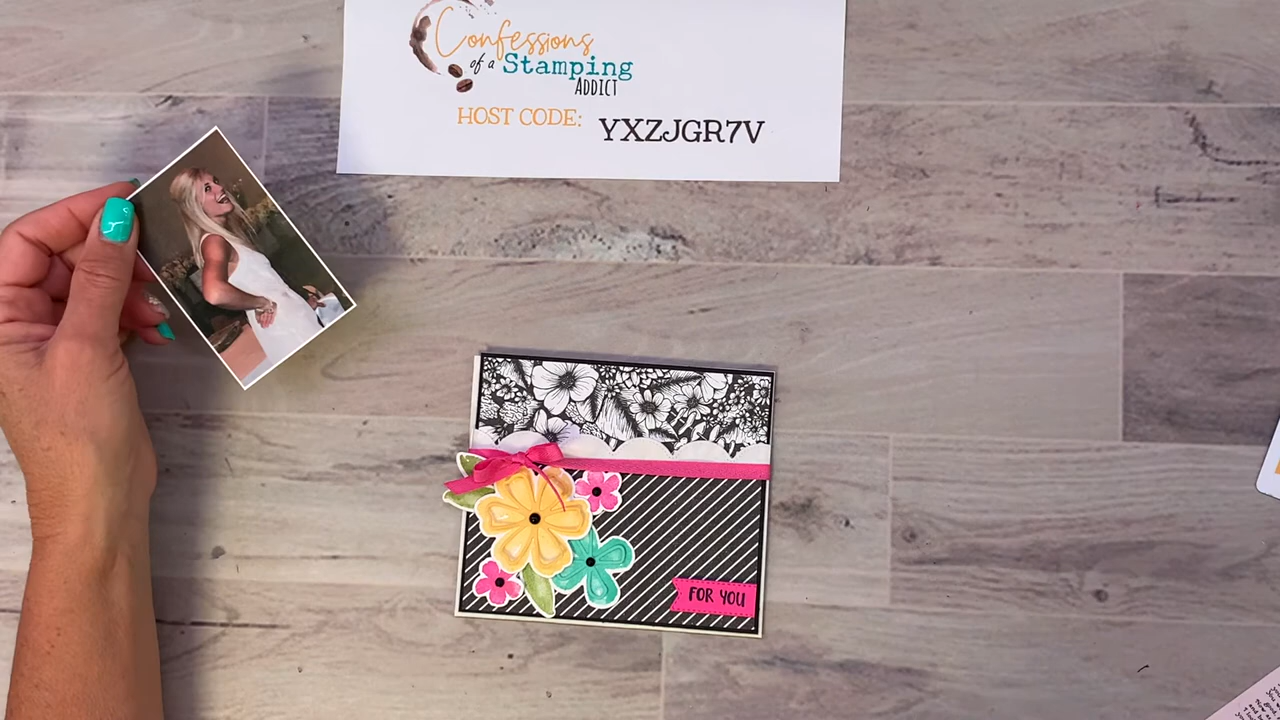 Confessions
of a Stamping
ADDICT
HOST CODE: YXZJGR7V
FOR YOU